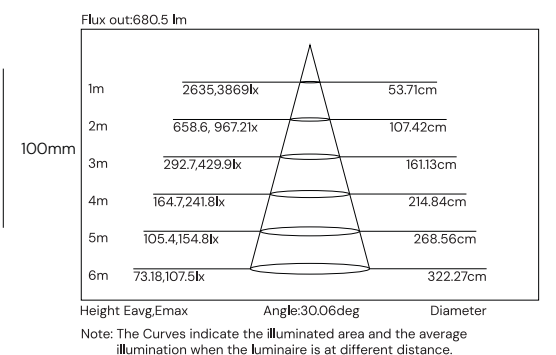 Flux out:680.5 lm
1m 2635,3869lx 53.71cm
2m 658.6, 967.21x 107.42cm
100mm
3m 292.7,429.9lx 161.13cm
4m 164.7,241.8lx 214.84cm
5m 105.4,154.8lx 268.56cm
6m 73.18,107.5lx 322.27cm
Height Eavg,Emax Angle:30.06deg Diameter
Note: The Curves indicate the illuminated area and the average
illumination when the luminaire is at different distance.